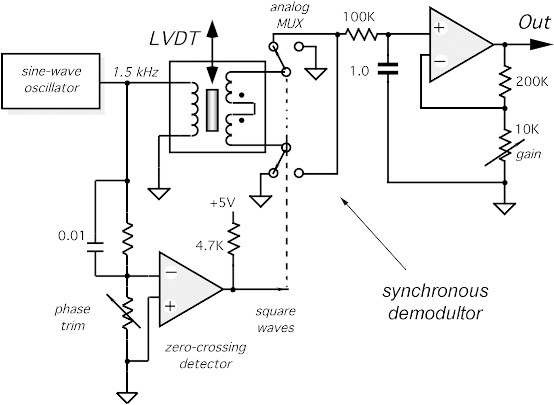 analog
MUX
Out
LVDT
100K
+
−
sine-wave
oscillator
1.5 kHz
1.0
200K
10K
gain
+5V
0.01
4.7K
−
+
phase
trim
square
waves
zero-crossing
detector
synchronous
demodultor